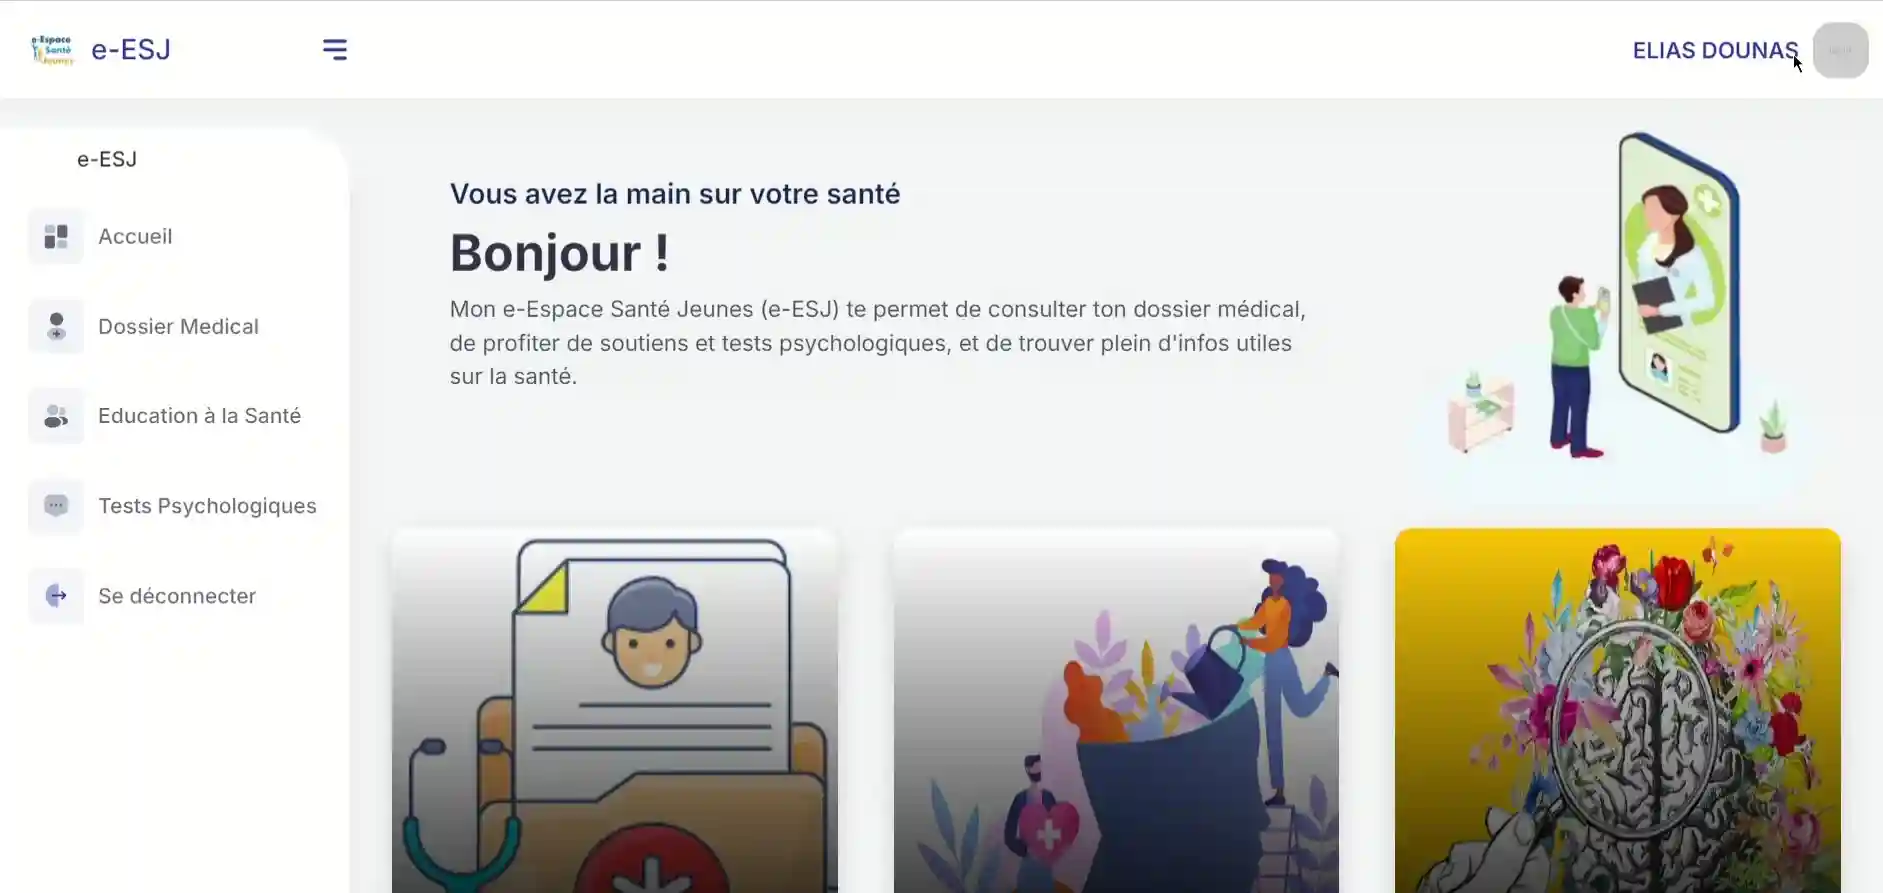 e-Espace
Santé
Jeunes
e-ESJ
ELIAS DOUNAS
e-ESJ
Accueil
Dossier Medical
Education à la Santé
Tests Psychologiques
Se déconnecter
Vous avez la main sur votre santé
Bonjour !
Mon e-Espace Santé Jeunes (e-ESJ) te permet de consulter ton dossier médical,
de profiter de soutiens et tests psychologiques, et de trouver plein d'infos utiles
sur la santé.